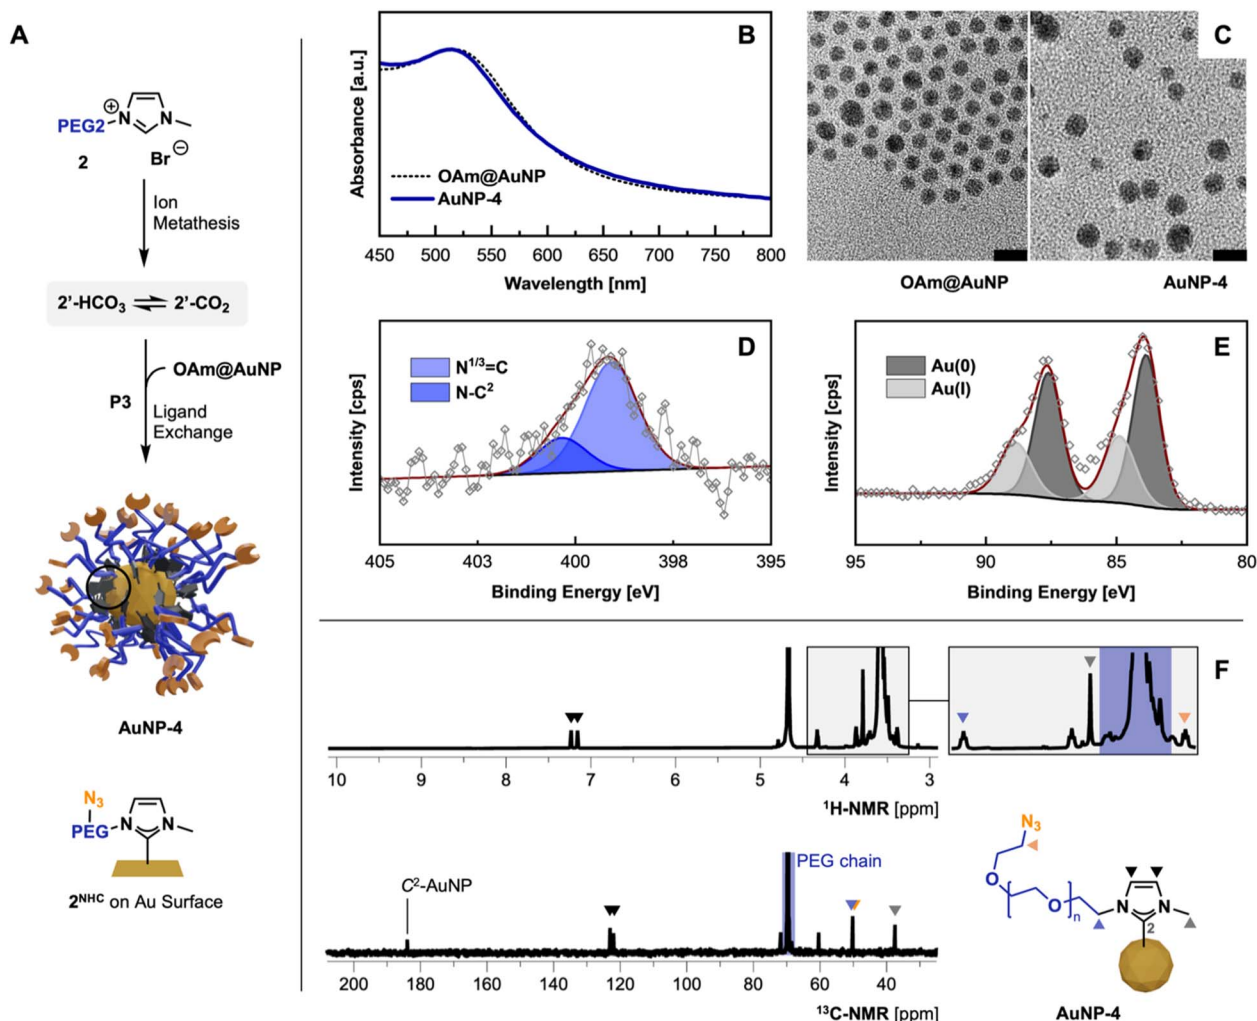 A
PEG2
⊕
N
N
2
Br⊖
Ion
Metathesis
2'-HCO3 ⇌ 2'-CO2
OAm@AuNP
P3
Ligand
Exchange
AuNP-4
N3
PEG
N
N
2NHC on Au Surface
B
Absorbance [a.u.]
OAm@AuNP
AuNP-4
450 500 550 600 650 700 750 800
Wavelength [nm]
C
OAm@AuNP
AuNP-4
D
N1/3=C
N-C2
Intensity [cps]
405 403 400 398 395
Binding Energy [eV]
E
Au(0)
Au(I)
Intensity [cps]
95 90 85 80
Binding Energy [eV]
F
10 9 8 7 6 5 4 3
1H-NMR [ppm]
PEG chain
C2-AuNP
200 180 160 140 120 100 80 60 40
13C-NMR [ppm]
N3
O
O
n
N
N
2
AuNP-4